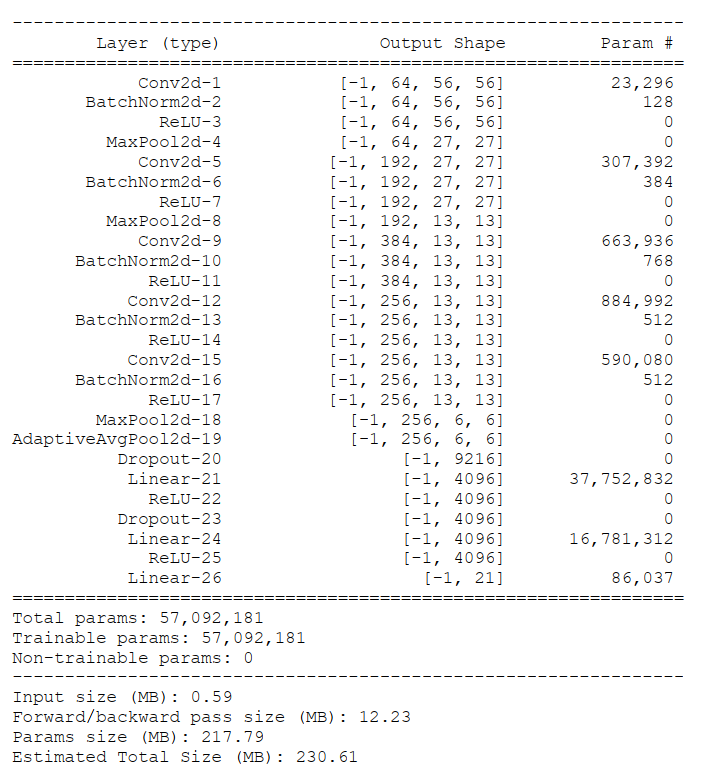 ----------------------------------------------------------------
        Layer (type)               Output Shape         Param #
================================================================
            Conv2d-1           [-1, 64, 56, 56]          23,296
       BatchNorm2d-2           [-1, 64, 56, 56]             128
              ReLU-3           [-1, 64, 56, 56]               0
         MaxPool2d-4           [-1, 64, 27, 27]               0
            Conv2d-5          [-1, 192, 27, 27]         307,392
       BatchNorm2d-6          [-1, 192, 27, 27]             384
              ReLU-7          [-1, 192, 27, 27]               0
         MaxPool2d-8          [-1, 192, 13, 13]               0
            Conv2d-9          [-1, 384, 13, 13]         663,936
      BatchNorm2d-10          [-1, 384, 13, 13]             768
             ReLU-11          [-1, 384, 13, 13]               0
           Conv2d-12          [-1, 256, 13, 13]         884,992
      BatchNorm2d-13          [-1, 256, 13, 13]             512
             ReLU-14          [-1, 256, 13, 13]               0
           Conv2d-15          [-1, 256, 13, 13]         590,080
      BatchNorm2d-16          [-1, 256, 13, 13]             512
             ReLU-17          [-1, 256, 13, 13]               0
        MaxPool2d-18            [-1, 256, 6, 6]               0
AdaptiveAvgPool2d-19            [-1, 256, 6, 6]               0
          Dropout-20                 [-1, 9216]               0
           Linear-21                 [-1, 4096]      37,752,832
             ReLU-22                 [-1, 4096]               0
          Dropout-23                 [-1, 4096]               0
           Linear-24                 [-1, 4096]      16,781,312
             ReLU-25                 [-1, 4096]               0
           Linear-26                   [-1, 21]          86,037
================================================================
Total params: 57,092,181
Trainable params: 57,092,181
Non-trainable params: 0
----------------------------------------------------------------
Input size (MB): 0.59
Forward/backward pass size (MB): 12.23
Params size (MB): 217.79
Estimated Total Size (MB): 230.61